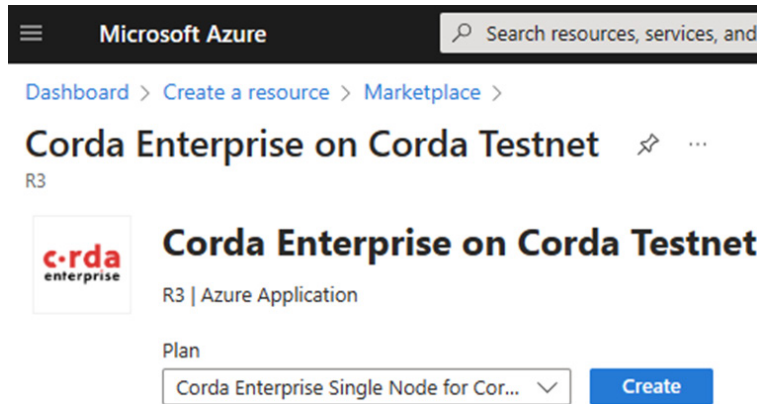 Microsoft Azure
Search resources, services, and
Dashboard > Create a resource > Marketplace >
Corda Enterprise on Corda Testnet ...
R3
c·rda
enterprise
Corda Enterprise on Corda Testnet
R3 | Azure Application
Plan
Corda Enterprise Single Node for Cor...
Create